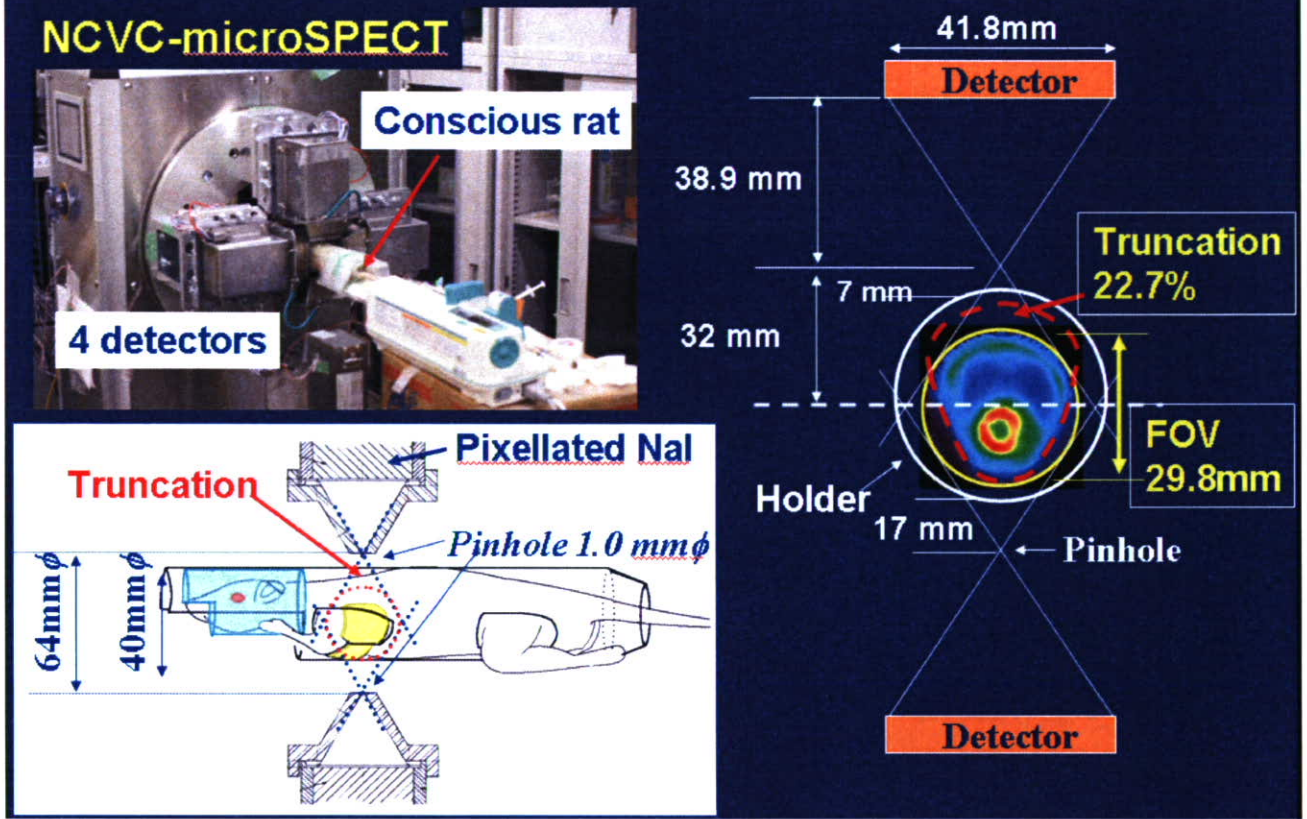 NCVC-microSPECT
Conscious rat
4 detectors
Pixellated NaI
Truncation
Pinhole 1.0 mmϕ
64mmϕ
40mmϕ
41.8mm
Detector
38.9 mm
Truncation
22.7%
7 mm
32 mm
FOV
29.8mm
Holder
17 mm
Pinhole
Detector